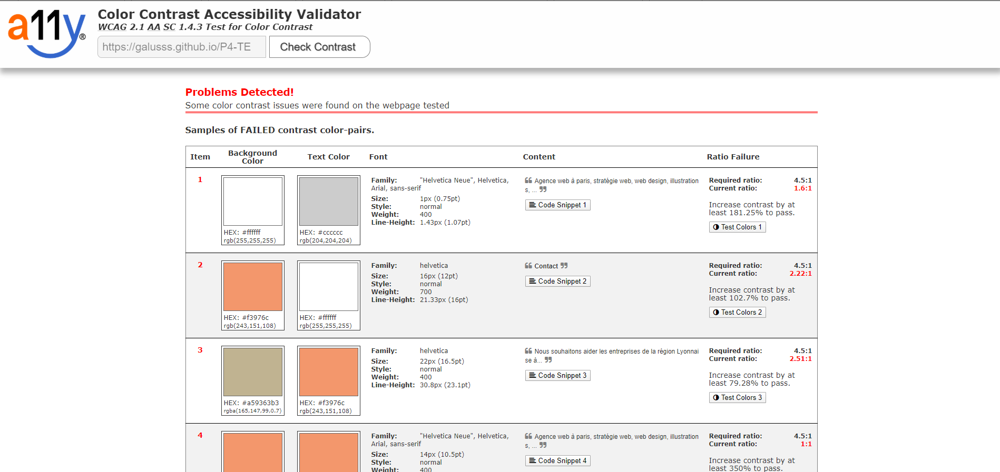 a11y®
Color Contrast Accessibility Validator
WCAG 2.1 AA SC 1.4.3 Test for Color Contrast
https://galusss.github.io/P4-TE
Check Contrast
Problems Detected!
Some color contrast issues were found on the webpage tested
Samples of FAILED contrast color-pairs.
Item
Background
Color
Text Color
Font
Content
Ratio Failure
1
HEX: #ffffff
rgb(255,255,255)
HEX: #cccccc
rgb(204,204,204)
Family: "Helvetica Neue", Helvetica,
Arial, sans-serif
Size: 1px (0.75pt)
Style: normal
Weight: 400
Line-Height: 1.43px (1.07pt)
❝ Agence web à paris, stratégie web, web design, illustration
s, ... ❞
Code Snippet 1
Required ratio: 4.5:1
Current ratio: 1.6:1
Increase contrast by at
least 181.25% to pass.
Test Colors 1
2
HEX: #f3976c
rgb(243,151,108)
HEX: #ffffff
rgb(255,255,255)
Family: helvetica
Size: 16px (12pt)
Style: normal
Weight: 700
Line-Height: 21.33px (16pt)
❝ Contact ❞
Code Snippet 2
Required ratio: 4.5:1
Current ratio: 2.22:1
Increase contrast by at
least 102.7% to pass.
Test Colors 2
3
HEX: #a59363b3
rgba(165,147,99,0.7)
HEX: #f3976c
rgb(243,151,108)
Family: helvetica
Size: 22px (16.5pt)
Style: normal
Weight: 400
Line-Height: 30.8px (23.1pt)
❝ Nous souhaitons aider les entreprises de la région Lyonnai
se à... ❞
Code Snippet 3
Required ratio: 4.5:1
Current ratio: 2.51:1
Increase contrast by at
least 79.28% to pass.
Test Colors 3
4
Family: "Helvetica Neue", Helvetica,
Arial, sans-serif
Size: 14px (10.5pt)
Style: normal
Weight: 400
❝ Agence web à paris, stratégie web, web design, illustration
s, ... ❞
Code Snippet 4
Required ratio: 4.5:1
Current ratio: 1:1
Increase contrast by at
least 350% to pass.